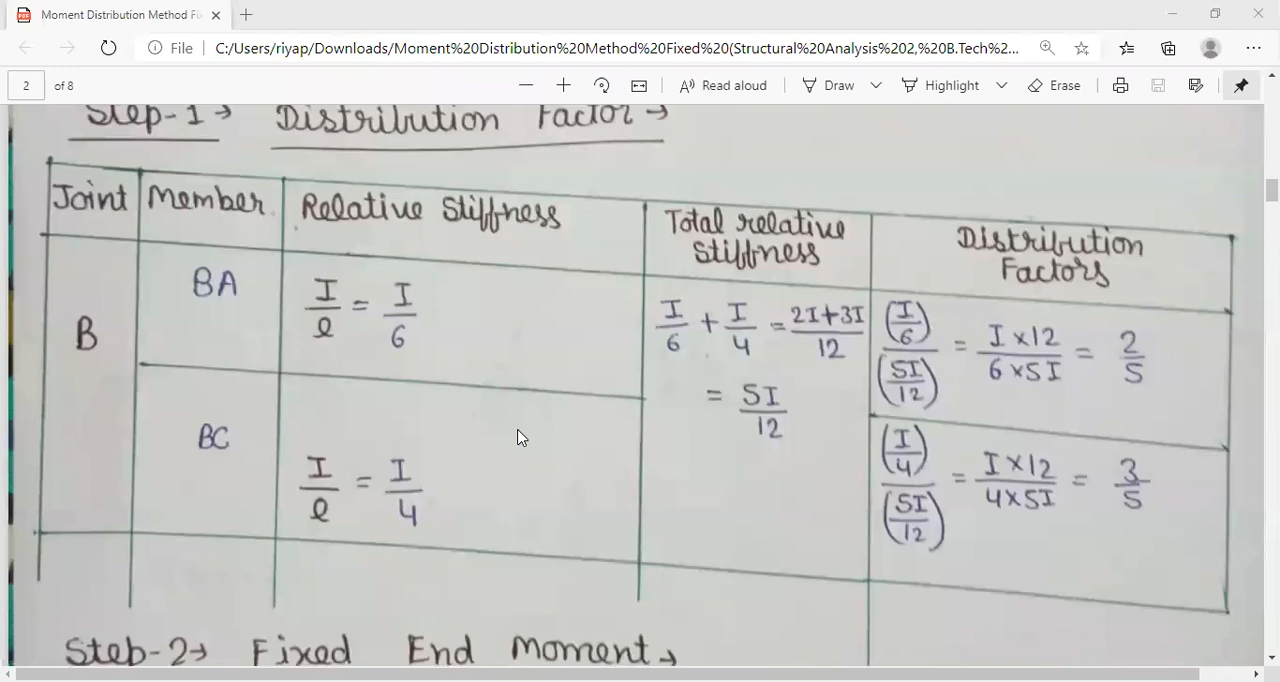 Moment Distribution Method Fi
File
C:/Users/riyap/Downloads/Moment%20Distribution%20Method%20Fixed%20(Structural%20Analysis%202,%20B.Tech%2...
2 of 8
Read aloud
Draw
Highlight
Erase
Step-1→ Distribution Factor→
Joint Member Relative Stiffness Total relative Stiffness Distribution Factors
B
BA I/l = I/6
I/6 + I/4 = 2I+3I/12
= 5I/12
(I/6)/(5I/12) = I×12/6×5I = 2/5
BC I/l = I/4
(I/4)/(5I/12) = I×12/4×5I = 3/5
Step-2→ Fixed End Moment→